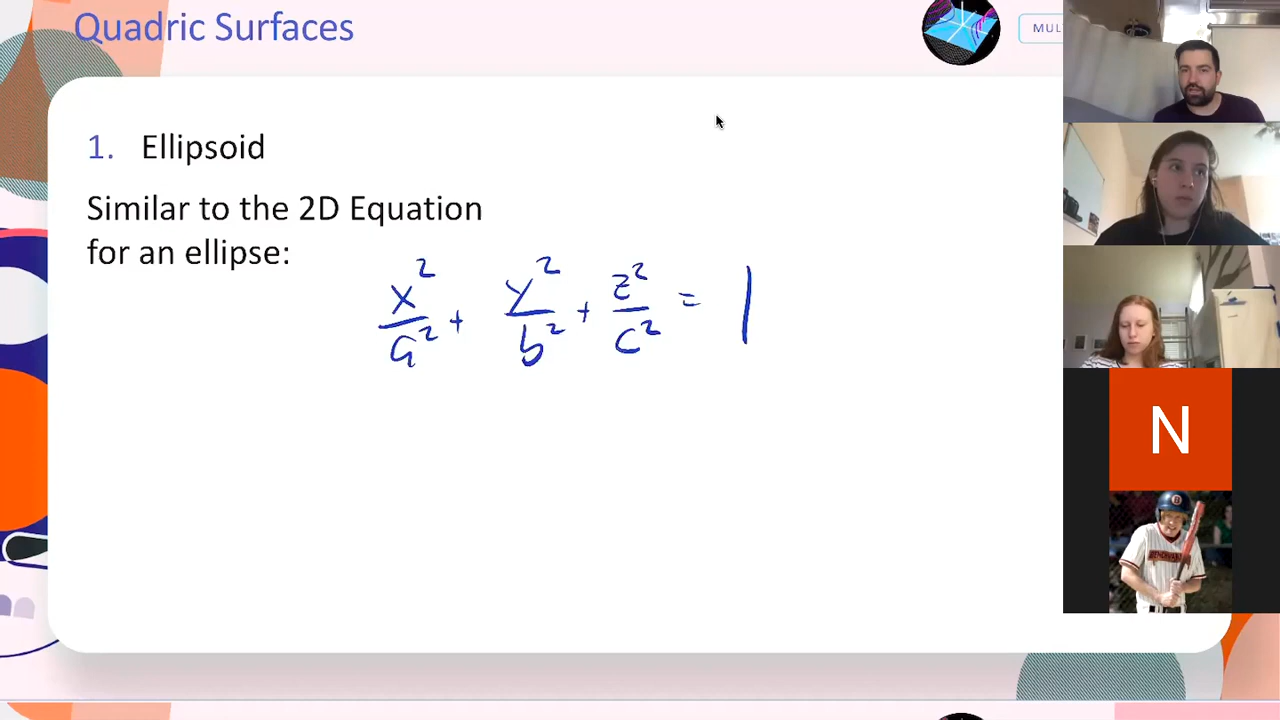 Quadric Surfaces
MUL
1. Ellipsoid
Similar to the 2D Equation
for an ellipse:
x²/a² + y²/b² + z²/c² = 1
N
B